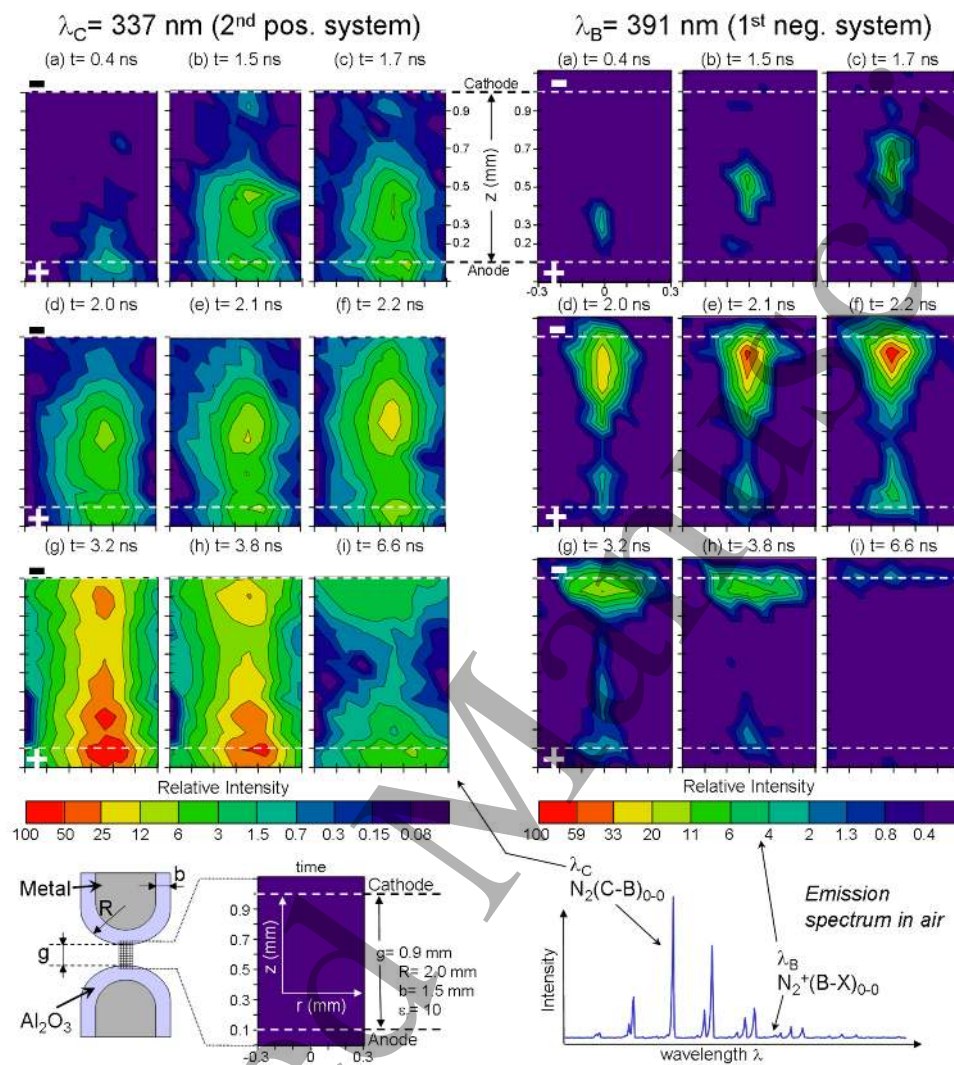 λC= 337 nm (2nd pos. system)
λB= 391 nm (1st neg. system)
(a) t= 0.4 ns
(b) t= 1.5 ns
(c) t= 1.7 ns
(a) t= 0.4 ns
(b) t= 1.5 ns
(c) t= 1.7 ns
Cathode
0.9
0.7
0.5
0.3
0.2
z (mm)
Anode
0.9
0.7
0.5
0.3
0.2
-0.3
0
0.3
(d) t= 2.0 ns
(e) t= 2.1 ns
(f) t= 2.2 ns
(d) t= 2.0 ns
(e) t= 2.1 ns
(f) t= 2.2 ns
(g) t= 3.2 ns
(h) t= 3.8 ns
(i) t= 6.6 ns
(g) t= 3.2 ns
(h) t= 3.8 ns
(i) t= 6.6 ns
Relative Intensity
100 50 25 12 6 3 1.5 0.7 0.3 0.15 0.08
Relative Intensity
100 59 33 20 11 6 4 2 1.3 0.8 0.4
Metal
R
b
g
Al2O3
time
Cathode
0.9
0.7
0.5
0.3
0.1
z (mm)
r (mm)
g= 0.9 mm
R= 2.0 mm
b= 1.5 mm
ε= 10
Anode
-0.3
0
0.3
λC
N2(C-B)0-0
Emission
spectrum in air
λB
N2+(B-X)0-0
Intensity
wavelength λ
d Manuscri